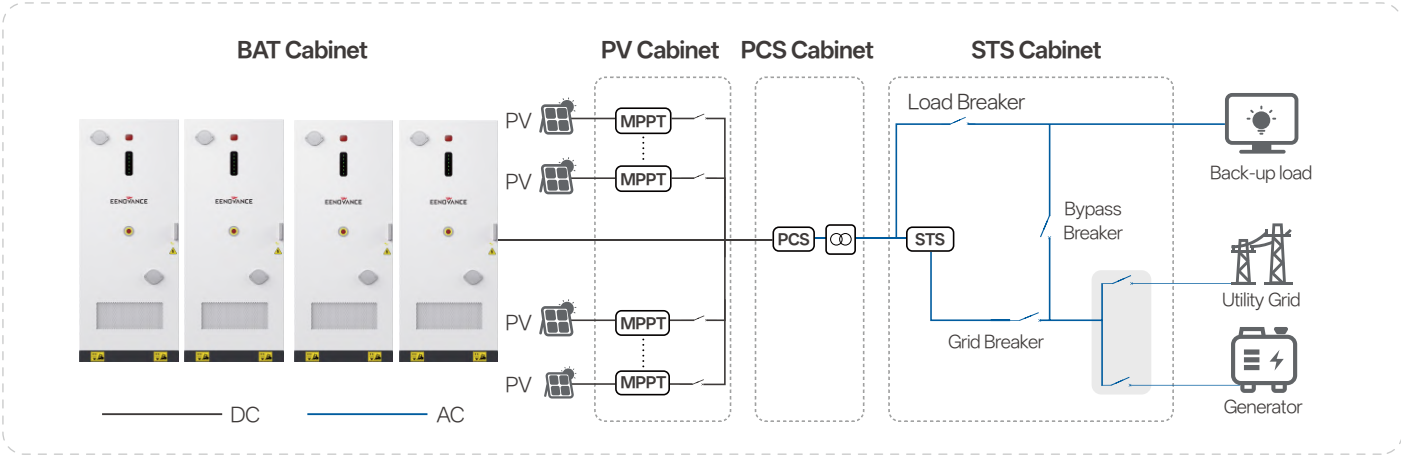 BAT Cabinet
PV Cabinet
PCS Cabinet
STS Cabinet
EENOVANCE
EENOVANCE
EENOVANCE
EENOVANCE
PV
MPPT
PV
MPPT
PV
MPPT
PV
MPPT
PCS
STS
Load Breaker
Bypass
Breaker
Grid Breaker
Back-up load
Utility Grid
Generator
DC
AC